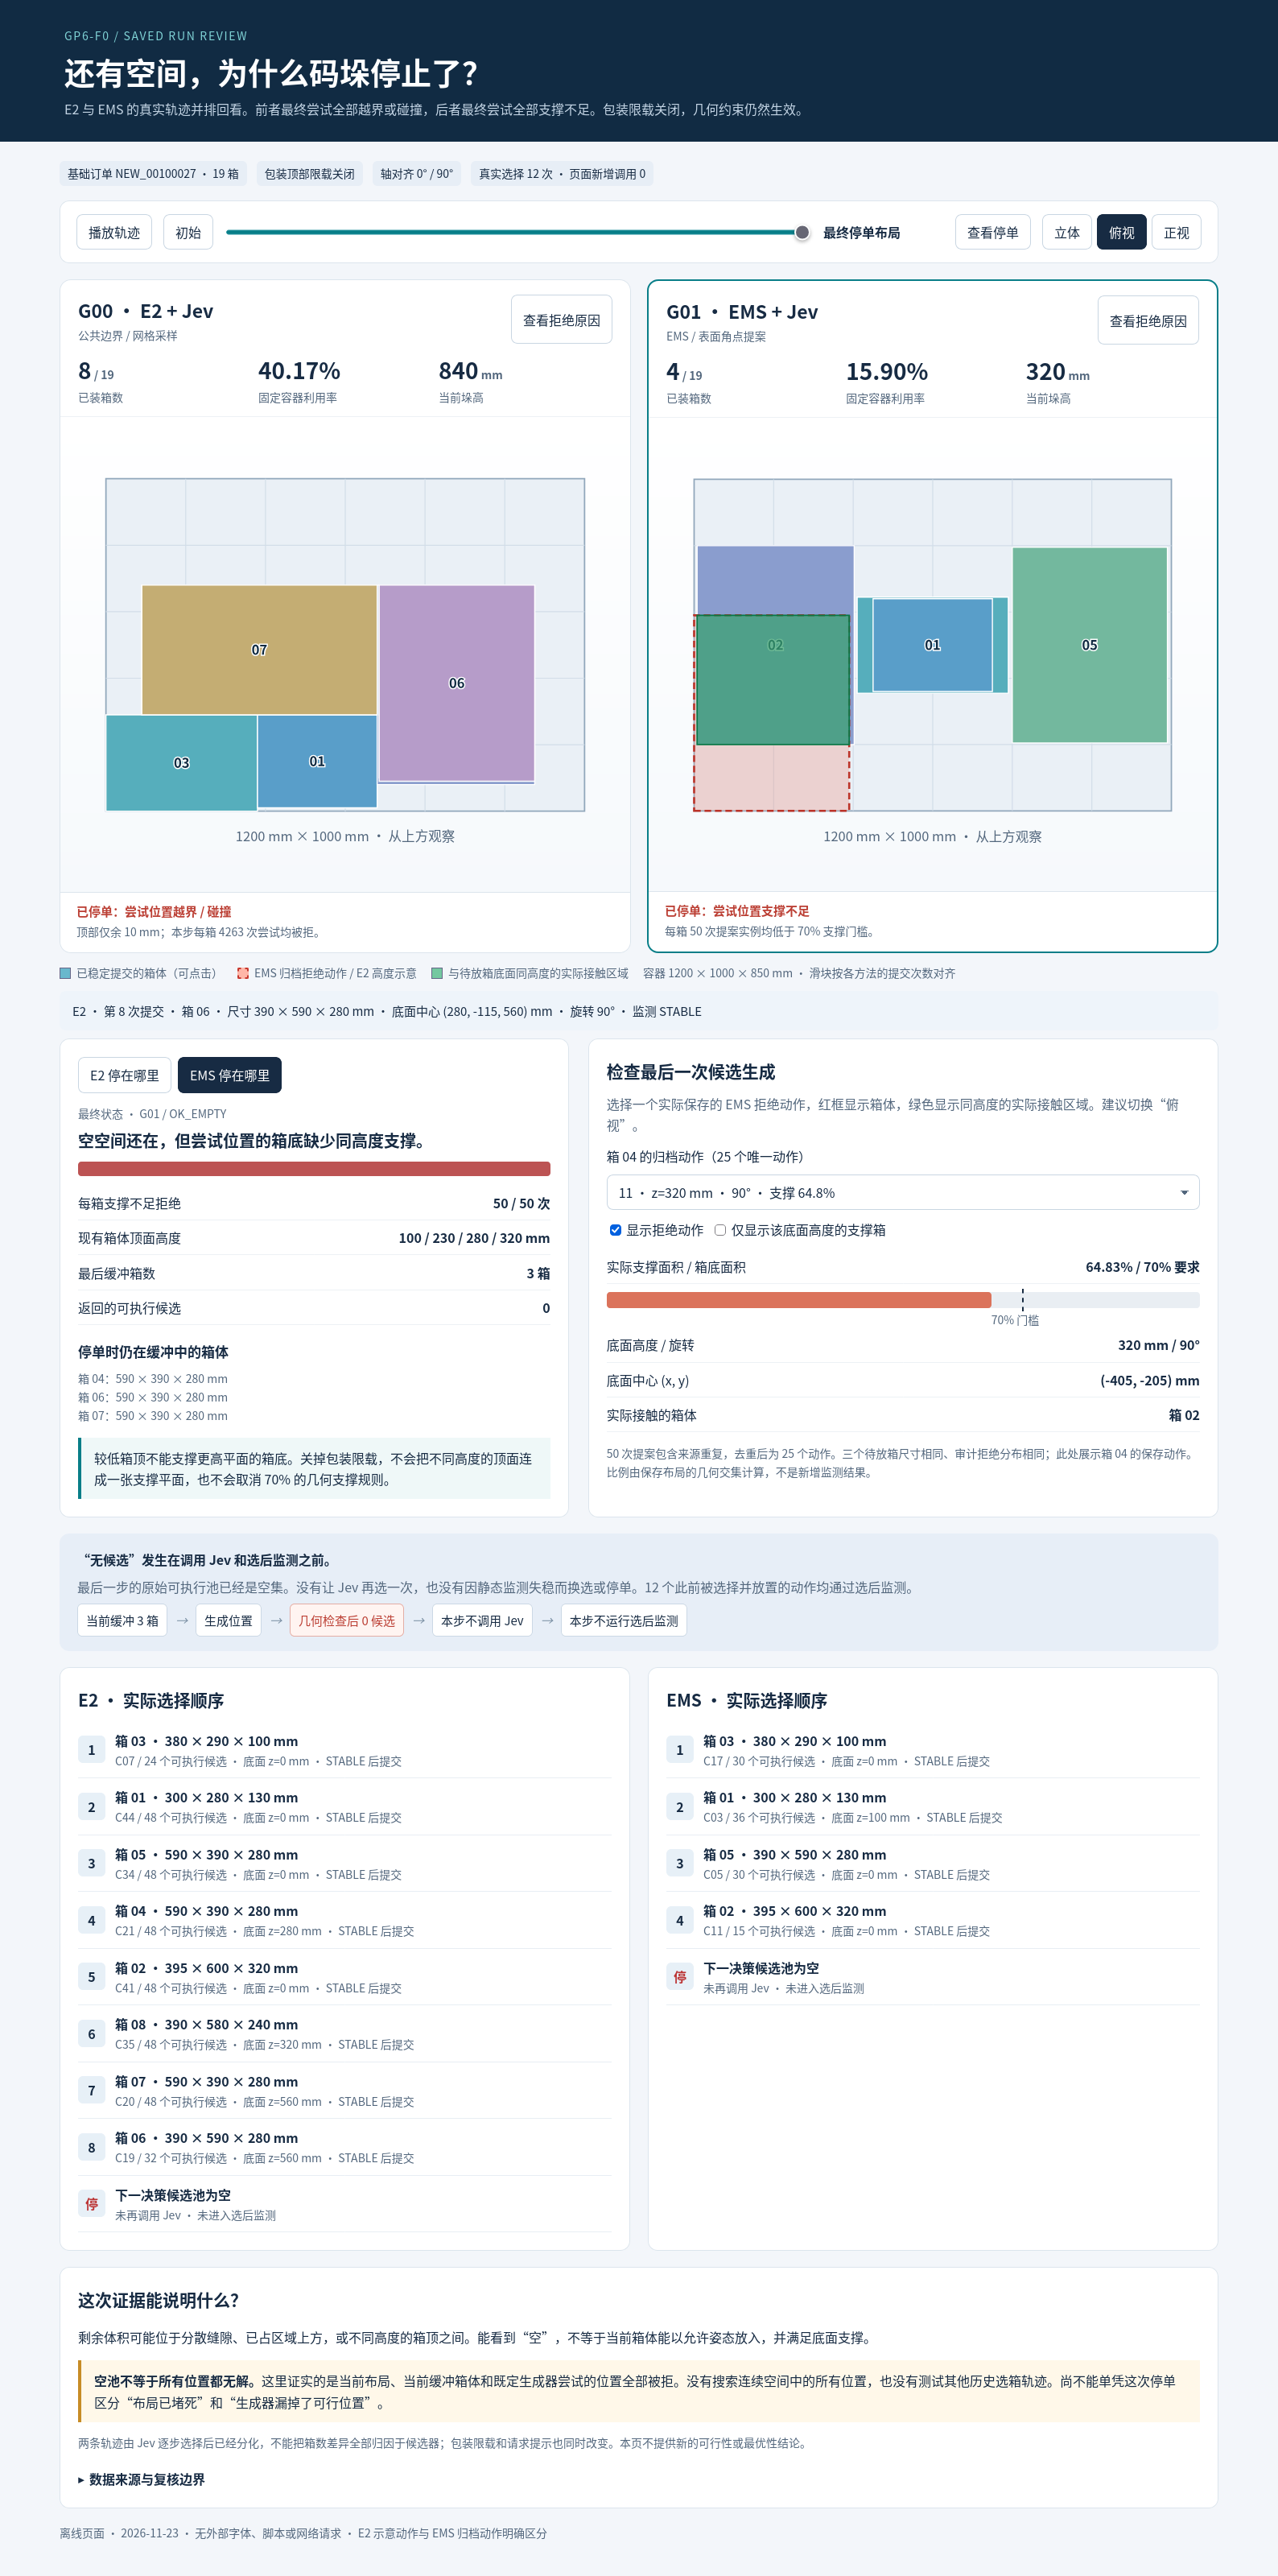 GP6-F0 / SAVED RUN REVIEW
还有空间，为什么码垛停止了？
E2 与 EMS 的真实轨迹并排回看。前者最终尝试全部越界或碰撞，后者最终尝试全部支撑不足。包装限载关闭，几何约束仍然生效。
基础订单 NEW_00100027 · 19 箱
包装顶部限载关闭
轴对齐 0° / 90°
真实选择 12 次 · 页面新增调用 0
播放轨迹
初始
最终停单布局
查看停单
立体
俯视
正视
G00 · E2 + Jev
公共边界 / 网格采样
查看拒绝原因
8 / 19
40.17%
840 mm
已装箱数
固定容器利用率
当前垛高
07
06
03
01
1200 mm × 1000 mm · 从上方观察
已停单：尝试位置越界 / 碰撞
顶部仅余 10 mm；本步每箱 4263 次尝试均被拒。
G01 · EMS + Jev
EMS / 表面角点提案
查看拒绝原因
4 / 19
15.90%
320 mm
已装箱数
固定容器利用率
当前垛高
02
01
05
1200 mm × 1000 mm · 从上方观察
已停单：尝试位置支撑不足
每箱 50 次提案实例均低于 70% 支撑门槛。
已稳定提交的箱体（可点击）
EMS 归档拒绝动作 / E2 高度示意
与待放箱底面同高度的实际接触区域
容器 1200 × 1000 × 850 mm · 滑块按各方法的提交次数对齐
E2 · 第 8 次提交 · 箱 06 · 尺寸 390 × 590 × 280 mm · 底面中心 (280, -115, 560) mm · 旋转 90° · 监测 STABLE
E2 停在哪里
EMS 停在哪里
最终状态 · G01 / OK_EMPTY
空空间还在，但尝试位置的箱底缺少同高度支撑。
每箱支撑不足拒绝
50 / 50 次
现有箱体顶面高度
100 / 230 / 280 / 320 mm
最后缓冲箱数
3 箱
返回的可执行候选
0
停单时仍在缓冲中的箱体
箱 04：590 × 390 × 280 mm
箱 06：590 × 390 × 280 mm
箱 07：590 × 390 × 280 mm
较低箱顶不能支撑更高平面的箱底。关掉包装限载，不会把不同高度的顶面连
成一张支撑平面，也不会取消 70% 的几何支撑规则。
检查最后一次候选生成
选择一个实际保存的 EMS 拒绝动作，红框显示箱体，绿色显示同高度的实际接触区域。建议切换“俯
视”。
箱 04 的归档动作（25 个唯一动作）
11 · z=320 mm · 90° · 支撑 64.8%
显示拒绝动作
仅显示该底面高度的支撑箱
实际支撑面积 / 箱底面积
64.83% / 70% 要求
70% 门槛
底面高度 / 旋转
320 mm / 90°
底面中心 (x, y)
(-405, -205) mm
实际接触的箱体
箱 02
50 次提案包含来源重复，去重后为 25 个动作。三个待放箱尺寸相同、审计拒绝分布相同；此处展示箱 04 的保存动作。
比例由保存布局的几何交集计算，不是新增监测结果。
“无候选”发生在调用 Jev 和选后监测之前。
最后一步的原始可执行池已经是空集。没有让 Jev 再选一次，也没有因静态监测失稳而换选或停单。12 个此前被选择并放置的动作均通过选后监测。
当前缓冲 3 箱
→
生成位置
→
几何检查后 0 候选
→
本步不调用 Jev
→
本步不运行选后监测
E2 · 实际选择顺序
1
箱 03 · 380 × 290 × 100 mm
C07 / 24 个可执行候选 · 底面 z=0 mm · STABLE 后提交
2
箱 01 · 300 × 280 × 130 mm
C44 / 48 个可执行候选 · 底面 z=0 mm · STABLE 后提交
3
箱 05 · 590 × 390 × 280 mm
C34 / 48 个可执行候选 · 底面 z=0 mm · STABLE 后提交
4
箱 04 · 590 × 390 × 280 mm
C21 / 48 个可执行候选 · 底面 z=280 mm · STABLE 后提交
5
箱 02 · 395 × 600 × 320 mm
C41 / 48 个可执行候选 · 底面 z=0 mm · STABLE 后提交
6
箱 08 · 390 × 580 × 240 mm
C35 / 48 个可执行候选 · 底面 z=320 mm · STABLE 后提交
7
箱 07 · 590 × 390 × 280 mm
C20 / 48 个可执行候选 · 底面 z=560 mm · STABLE 后提交
8
箱 06 · 390 × 590 × 280 mm
C19 / 32 个可执行候选 · 底面 z=560 mm · STABLE 后提交
停
下一决策候选池为空
未再调用 Jev · 未进入选后监测
EMS · 实际选择顺序
1
箱 03 · 380 × 290 × 100 mm
C17 / 30 个可执行候选 · 底面 z=0 mm · STABLE 后提交
2
箱 01 · 300 × 280 × 130 mm
C03 / 36 个可执行候选 · 底面 z=100 mm · STABLE 后提交
3
箱 05 · 390 × 590 × 280 mm
C05 / 30 个可执行候选 · 底面 z=0 mm · STABLE 后提交
4
箱 02 · 395 × 600 × 320 mm
C11 / 15 个可执行候选 · 底面 z=0 mm · STABLE 后提交
停
下一决策候选池为空
未再调用 Jev · 未进入选后监测
这次证据能说明什么？
剩余体积可能位于分散缝隙、已占区域上方，或不同高度的箱顶之间。能看到“空”，不等于当前箱体能以允许姿态放入，并满足底面支撑。
空池不等于所有位置都无解。这里证实的是当前布局、当前缓冲箱体和既定生成器尝试的位置全部被拒。没有搜索连续空间中的所有位置，也没有测试其他历史选箱轨迹。尚不能单凭这次停单
区分“布局已堵死”和“生成器漏掉了可行位置”。
两条轨迹由 Jev 逐步选择后已经分化，不能把箱数差异全部归因于候选器；包装限载和请求提示也同时改变。本页不提供新的可行性或最优性结论。
▸ 数据来源与复核边界
离线页面 · 2026-11-23 · 无外部字体、脚本或网络请求 · E2 示意动作与 EMS 归档动作明确区分